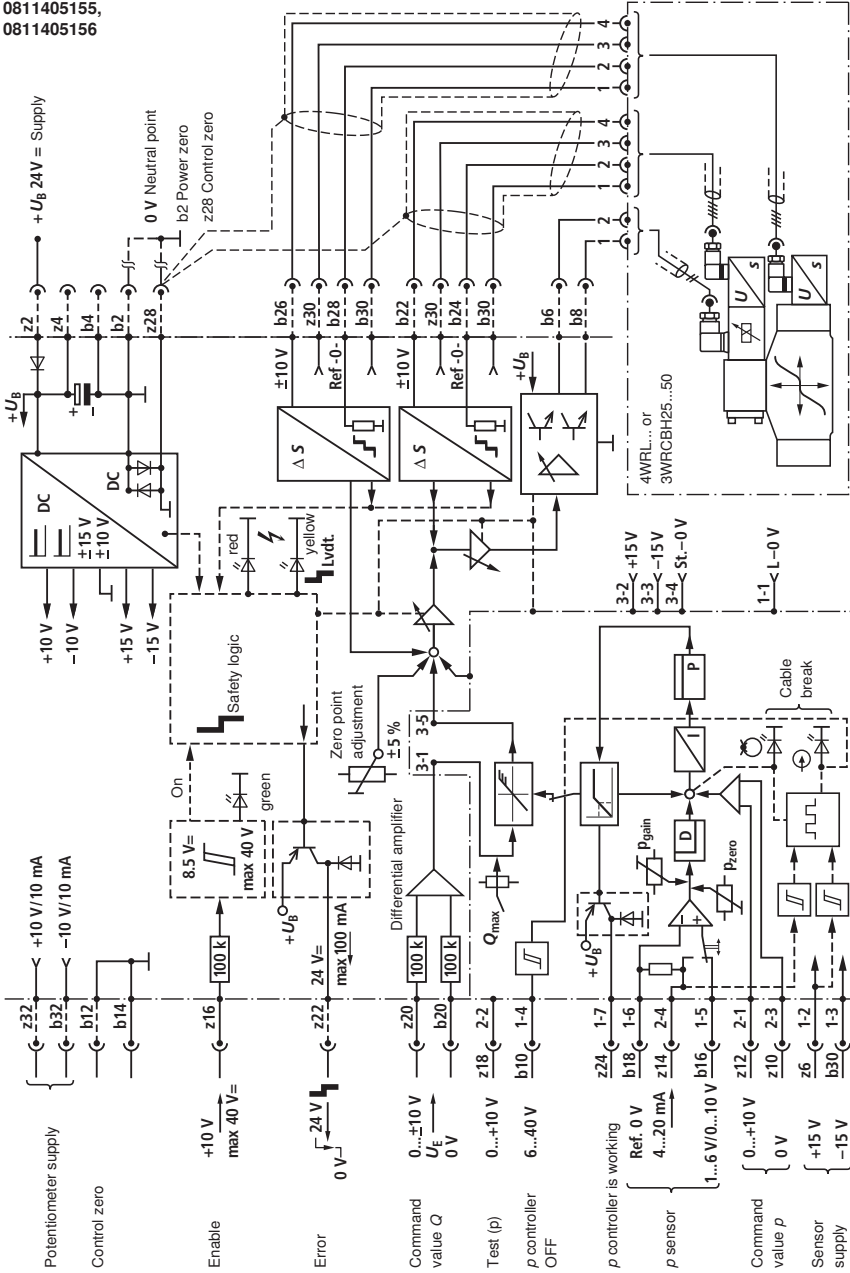 0811405155,
0811405156
Potentiometer supply
z32
+10 V/10 mA
b32
–10 V/10 mA
Control zero
b12
b14
Enable
+10 V
max 40 V=
z16
100 k
8.5 V=
max 40 V
green
On
Error
24 V
0 V
z22
24 V=
max 100 mA
+UB
Safety logic
red
yellow
Lvdt.
Command
value Q
0...±10 V
UE
0 V
z20
b20
100 k
100 k
Differential amplifier
3-1
3-5
Zero point
adjustment
±5 %
Test (p)
0...+10 V
z18
2-2
Qmax
p controller
OFF
6...40 V
b10
1-4
p controller is working
z24
1-7
+UB
p sensor
Ref. 0 V
4...20 mA
1...6 V/0...10 V
b18
1-6
z14
2-4
b16
1-5
pgain
pzero
–
+
D
I
P
Command
value p
0...+10 V
0 V
z12
2-1
z10
2-3
Sensor
supply
+15 V
–15 V
z6
1-2
b30
1-3
Cable
break
3-2
+15 V
3-3
–15 V
3-4
St.–0 V
1-1
L–0 V
+10 V
–10 V
+15 V
–15 V
DC
±15 V
±10 V
DC
+UB
+
-
z2
z4
b4
b2
z28
+UB 24 V = Supply
0 V Neutral point
b2 Power zero
z28 Control zero
Δ S
±10 V
Ref -0-
b26
z30
b28
b30
Δ S
±10 V
Ref -0-
b22
z30
b24
b30
+UB
b6
b8
1
2
1
2
3
4
1
2
3
4
4WRL... or
3WRCBH25...50
U
s
U
s